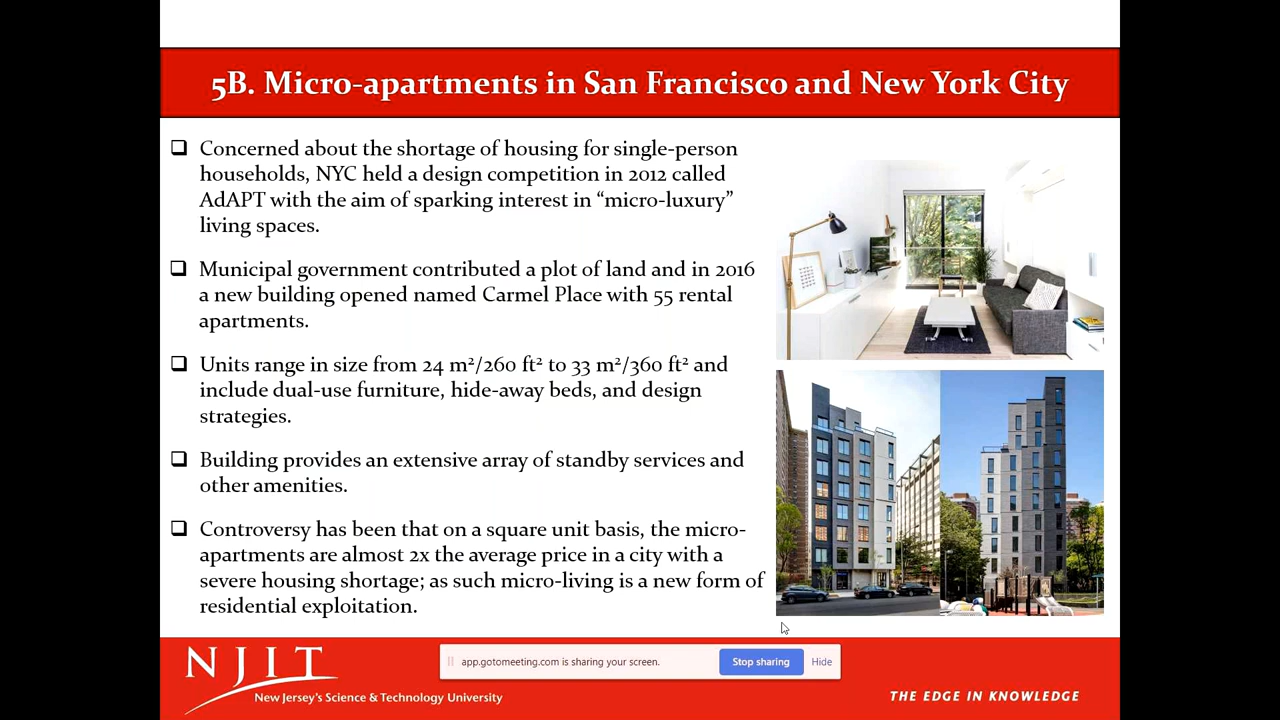 5B. Micro-apartments in San Francisco and New York City
❑ Concerned about the shortage of housing for single-person
households, NYC held a design competition in 2012 called
AdAPT with the aim of sparking interest in “micro-luxury”
living spaces.
❑ Municipal government contributed a plot of land and in 2016
a new building opened named Carmel Place with 55 rental
apartments.
❑ Units range in size from 24 m²/260 ft² to 33 m²/360 ft² and
include dual-use furniture, hide-away beds, and design
strategies.
❑ Building provides an extensive array of standby services and
other amenities.
❑ Controversy has been that on a square unit basis, the micro-
apartments are almost 2x the average price in a city with a
severe housing shortage; as such micro-living is a new form of
residential exploitation.
NJIT
New Jersey's Science & Technology University
app.gotomeeting.com is sharing your screen.
Stop sharing
Hide
THE EDGE IN KNOWLEDGE